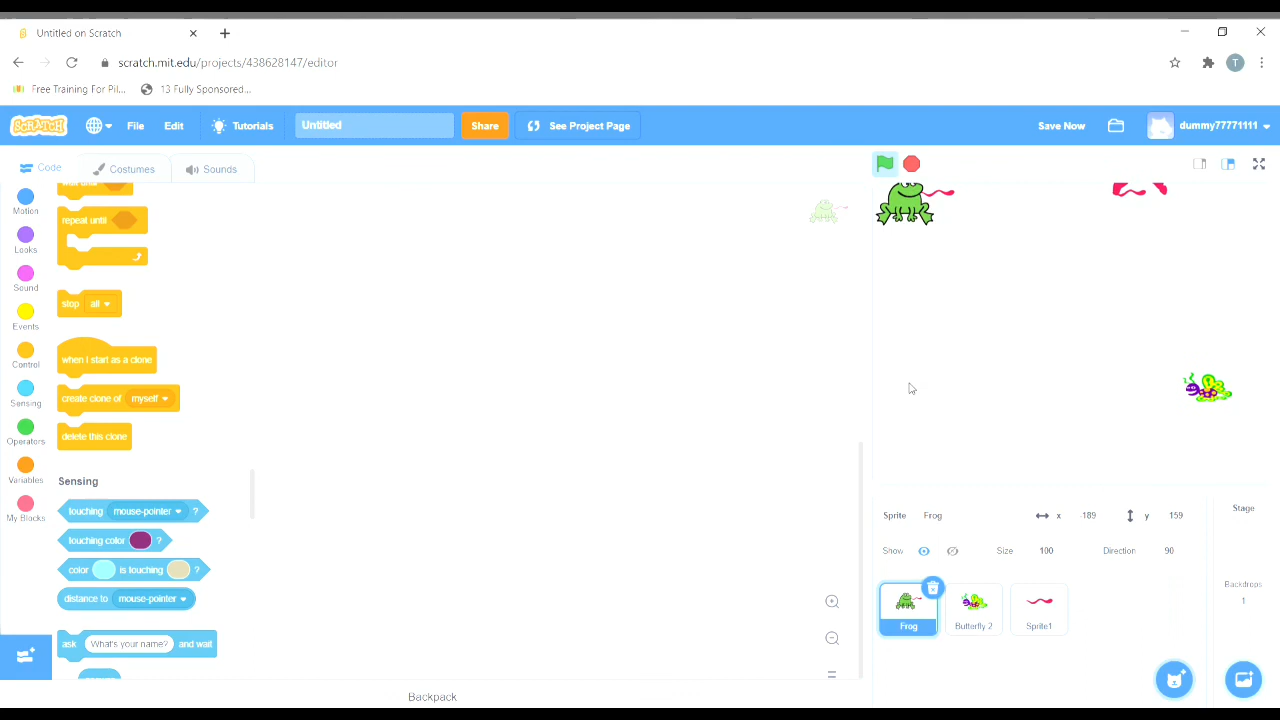 Untitled on Scratch
scratch.mit.edu/projects/438628147/editor
T
Free Training For Pil...
13 Fully Sponsored...
SCRATCH
File
Edit
Tutorials
Untitled
Share
See Project Page
Save Now
dummy77771111
Code
Costumes
Sounds
Motion
Looks
Sound
Events
Control
Sensing
Operators
Variables
My Blocks
wait until
repeat until
stop all
when I start as a clone
create clone of myself
delete this clone
Sensing
touching mouse-pointer ?
touching color ?
color is touching ?
distance to mouse-pointer
ask What's your name? and wait
Backpack
Sprite Frog x -189 y 159
Show Size 100 Direction 90
Frog
Butterfly 2
Sprite1
Stage
Backdrops
1